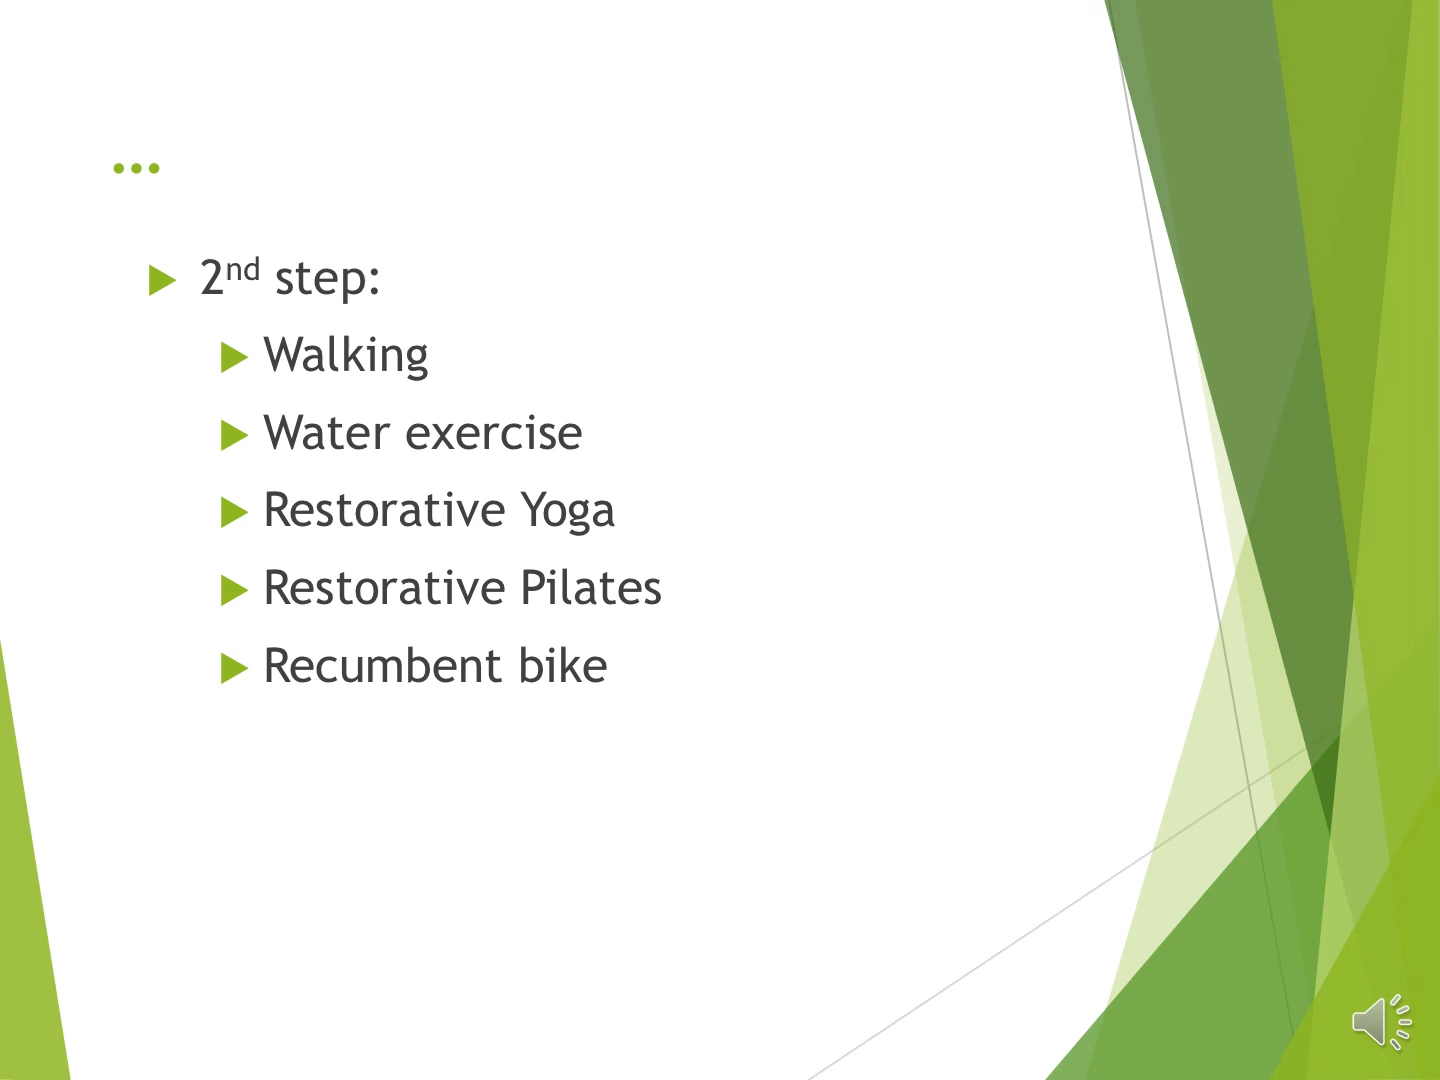 …
2nd step:
Walking
Water exercise
Restorative Yoga
Restorative Pilates
Recumbent bike